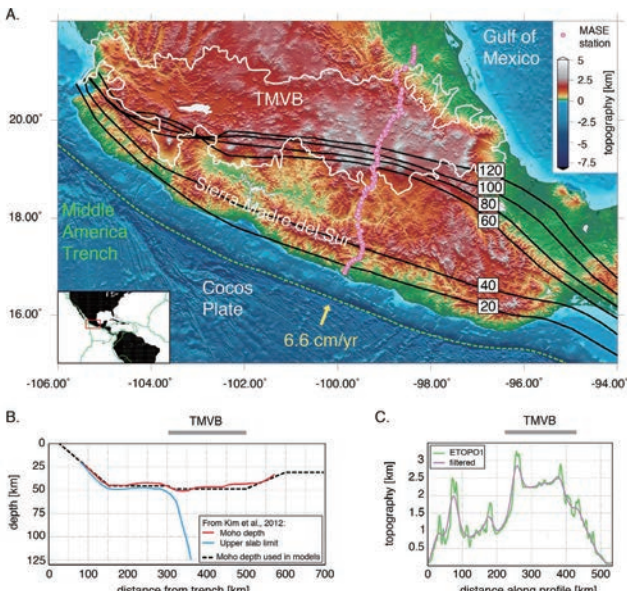 A.
MASE
station
Gulf of
Mexico
5
2.5
0
-2.5
-5
-7.5
topography [km]
20.00°
TMVB
120
100
80
60
18.00°
Sierra Madre del Sur
Middle
America
Trench
40
Cocos
Plate
20
16.00°
6.6 cm/yr
-106.00°
-104.00°
-102.00°
-100.00°
-98.00°
-96.00°
-94.00°
B.
TMVB
0
25
50
75
100
125
depth [km]
From Kim et al., 2012:
Moho depth
Upper slab limit
Moho depth used in models
0 100 200 300 400 500 600 700
distance from trench [km]
C.
TMVB
ETOPO1
filtered
3
2.5
2
1.5
1
0.5
0
topography [km]
0 100 200 300 400 500
distance along profile [km]